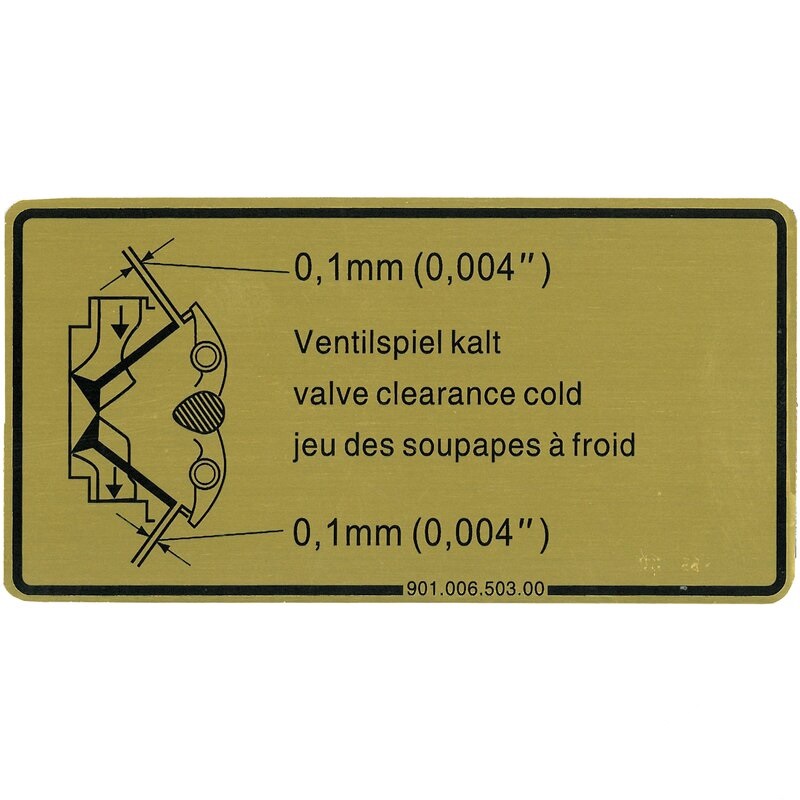 0,1mm (0,004")
Ventilspiel kalt
valve clearance cold
jeu des soupapes à froid
0,1mm (0,004")
901.006.503.00